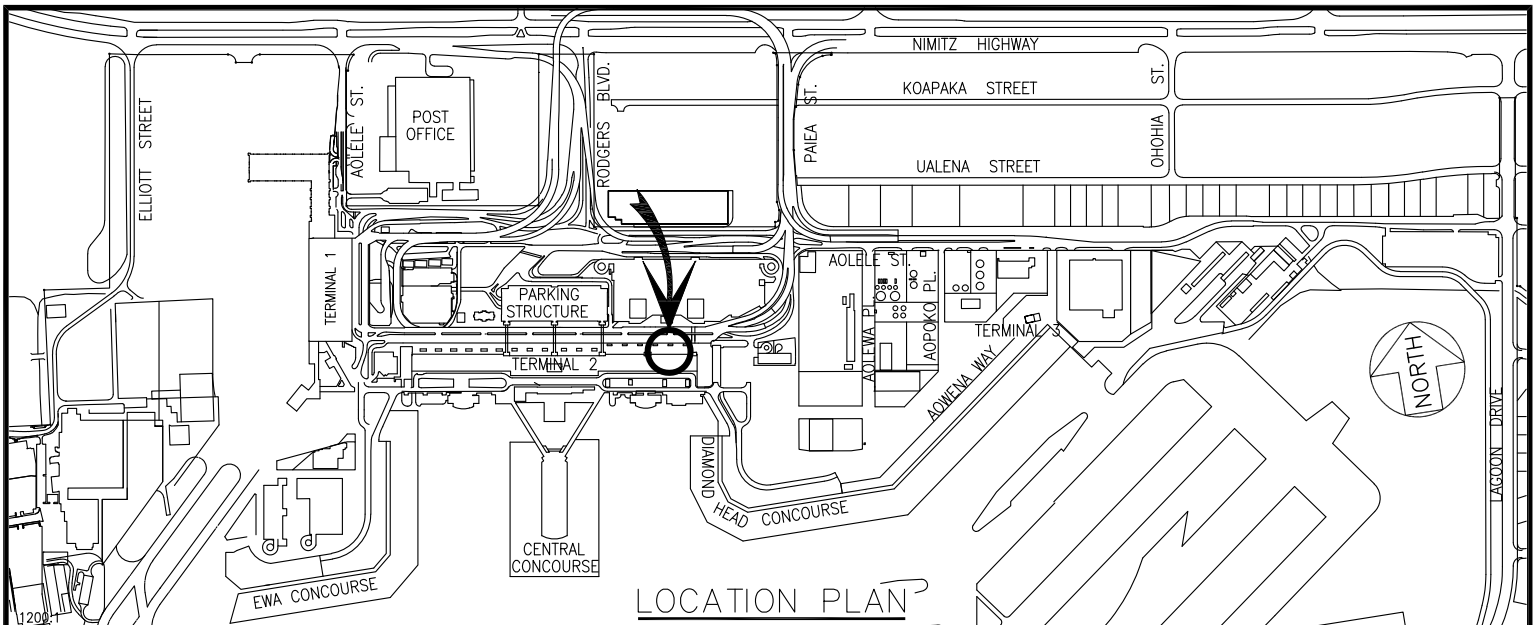 NIMITZ HIGHWAY
KOAPAKA STREET
UALENA STREET
ELLIOTT STREET
AOLELE ST.
POST
OFFICE
RODGERS BLVD.
PAIEA ST.
OHOHIA ST.
TERMINAL 1
PARKING
STRUCTURE
TERMINAL 2
AOLELE ST.
AOLEWA PL.
AOPOKO PL.
TERMINAL 3
AOWENA WAY
NORTH
LAGOON DRIVE
DIAMOND
HEAD CONCOURSE
CENTRAL
CONCOURSE
EWA CONCOURSE
LOCATION PLAN
1200:1